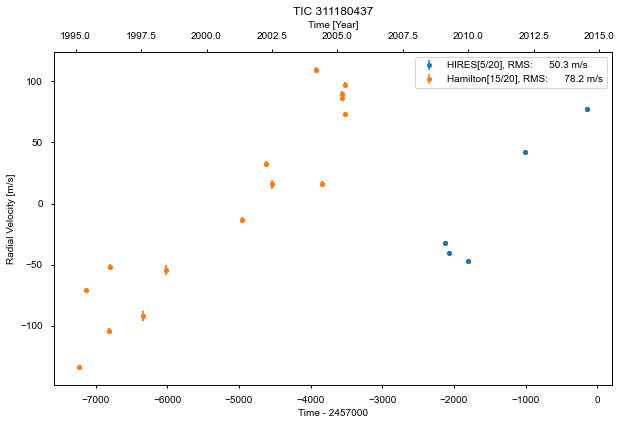 TIC 311180437
Time [Year]
1995.0 1997.5 2000.0 2002.5 2005.0 2007.5 2010.0 2012.5 2015.0
HIRES[5/20], RMS: 50.3 m/s
Hamilton[15/20], RMS: 78.2 m/s
100
50
0
−50
−100
Radial Velocity [m/s]
−7000 −6000 −5000 −4000 −3000 −2000 −1000 0
Time - 2457000